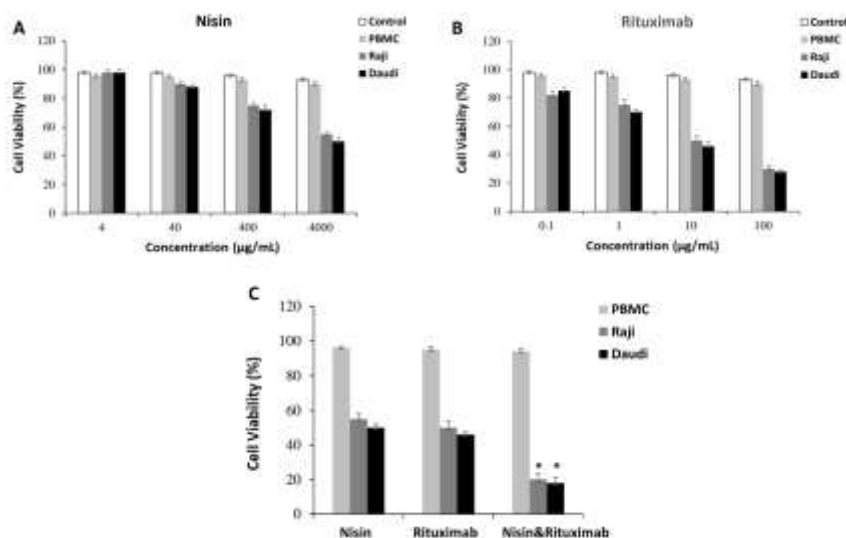 A
Nisin
Control
PBMC
Raji
Daudi
120
100
80
60
40
20
0
Cell Viability (%)
4
40
400
4000
Concentration (µg/mL)
B
Rituximab
Control
PBMC
Raji
Daudi
120
100
80
60
40
20
0
Cell Viability (%)
0.1
1
10
100
Concentration (µg/mL)
C
PBMC
Raji
Daudi
120
100
80
60
40
20
0
Cell Viability (%)
* *
Nisin
Rituximab
Nisin&Rituximab